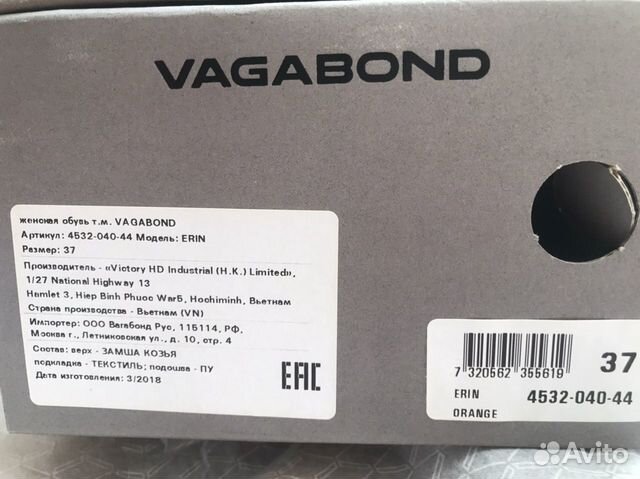 VAGABOND
женская обувь т.м. VAGABOND
Артикул: 4532-040-44 Модель: ERIN
Размер: 37
Производитель - «Victory HD Industrial (H.K.) Limited»,
1/27 National Highway 13
Hamlet 3, Hiep Binh Phuoc War5, Hochiminh, Вьетнам
Страна производства - Вьетнам (VN)
Импортер: ООО Вагабонд Рус, 115114, РФ,
Москва г., Летниковская ул., д. 10, стр. 4
Состав: верх - ЗАМША КОЗЬЯ
подкладка - ТЕКСТИЛЬ; подошва - ПУ
Дата изготовления: 3/2018
EAC
37
7 320562 355619
ERIN 4532-040-44
ORANGE
Avito